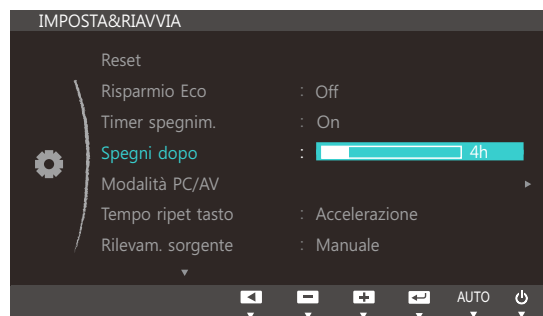 IMPOSTA&RIAVVIA
Reset
Risparmio Eco : Off
Timer spegnim. : On
Spegni dopo : 4h
Modalità PC/AV
Tempo ripet tasto : Accelerazione
Rilevam. sorgente : Manuale
AUTO